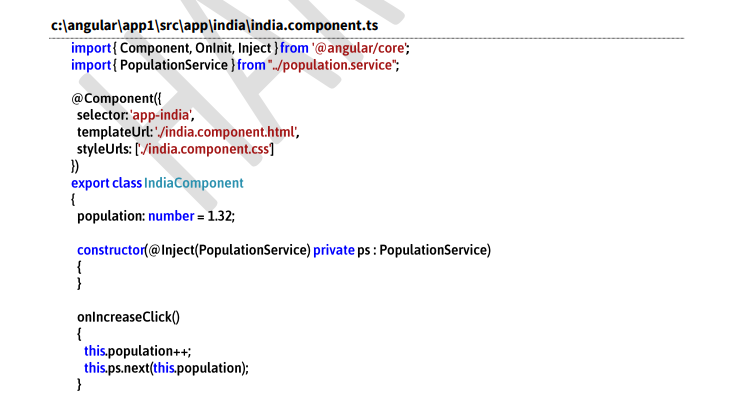 c:\angular\app1\src\app\india\india.component.ts
import { Component, OnInit, Inject } from '@angular/core';
import { PopulationService } from "../population.service";
@Component({
selector: 'app-india',
templateUrl: './india.component.html',
styleUrls: ['./india.component.css']
})
export class IndiaComponent
{
population: number = 1.32;
constructor(@Inject(PopulationService) private ps : PopulationService)
{
}
onIncreaseClick()
{
this.population++;
this.ps.next(this.population);
}